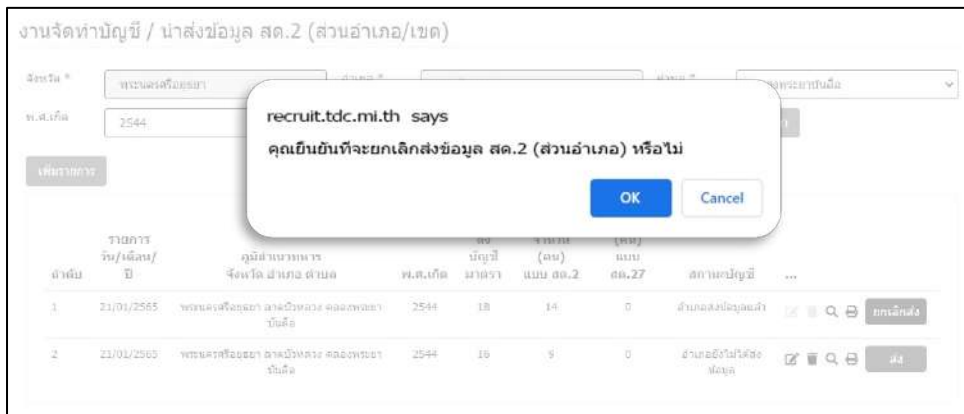 งานจัดทำบัญชี / นำส่งข้อมูล สด.2 (ส่วนอำเภอ/เขต)
จังหวัด * พระนครศรีอยุธยา
พ.ศ.เกิด 2544
recruit.tdc.mi.th says
คุณยืนยันที่จะยกเลิกส่งข้อมูล สด.2 (ส่วนอำเภอ) หรือไม่
OK Cancel
เพิ่มรายการ
ลำดับ รายการ วัน/เดือน/ปี ภูมิลำเนาทหาร จังหวัด อำเภอ ตำบล พ.ศ.เกิด บัญชี มาตรา (คน) แบบ สด.2 (คน) แบบ สด.27 สถานะบัญชี ...
1 21/01/2565 พระนครศรีอยุธยา ลาดบัวหลวง คลองพระยาบันลือ 2544 18 14 0 อำเภอส่งข้อมูลแล้ว ยกเลิกส่ง
2 21/01/2565 พระนครศรีอยุธยา ลาดบัวหลวง คลองพระยาบันลือ 2544 16 9 0 อำเภอยังไม่ได้ส่งข้อมูล ส่ง